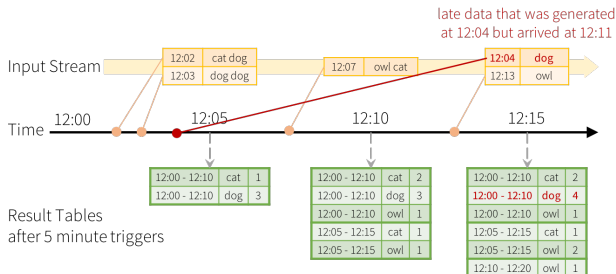 late data that was generated
at 12:04 but arrived at 12:11
Input Stream
12:02 cat dog
12:03 dog dog
12:07 owl cat
12:04 dog
12:13 owl
Time
12:00
12:05
12:10
12:15
12:00 - 12:10 cat 1
12:00 - 12:10 dog 3
12:00 - 12:10 cat 2
12:00 - 12:10 dog 3
12:00 - 12:10 owl 1
12:05 - 12:15 cat 1
12:05 - 12:15 owl 1
12:00 - 12:10 cat 2
12:00 - 12:10 dog 4
12:00 - 12:10 owl 1
12:05 - 12:15 cat 1
12:05 - 12:15 owl 2
12:10 - 12:20 owl 1
Result Tables
after 5 minute triggers